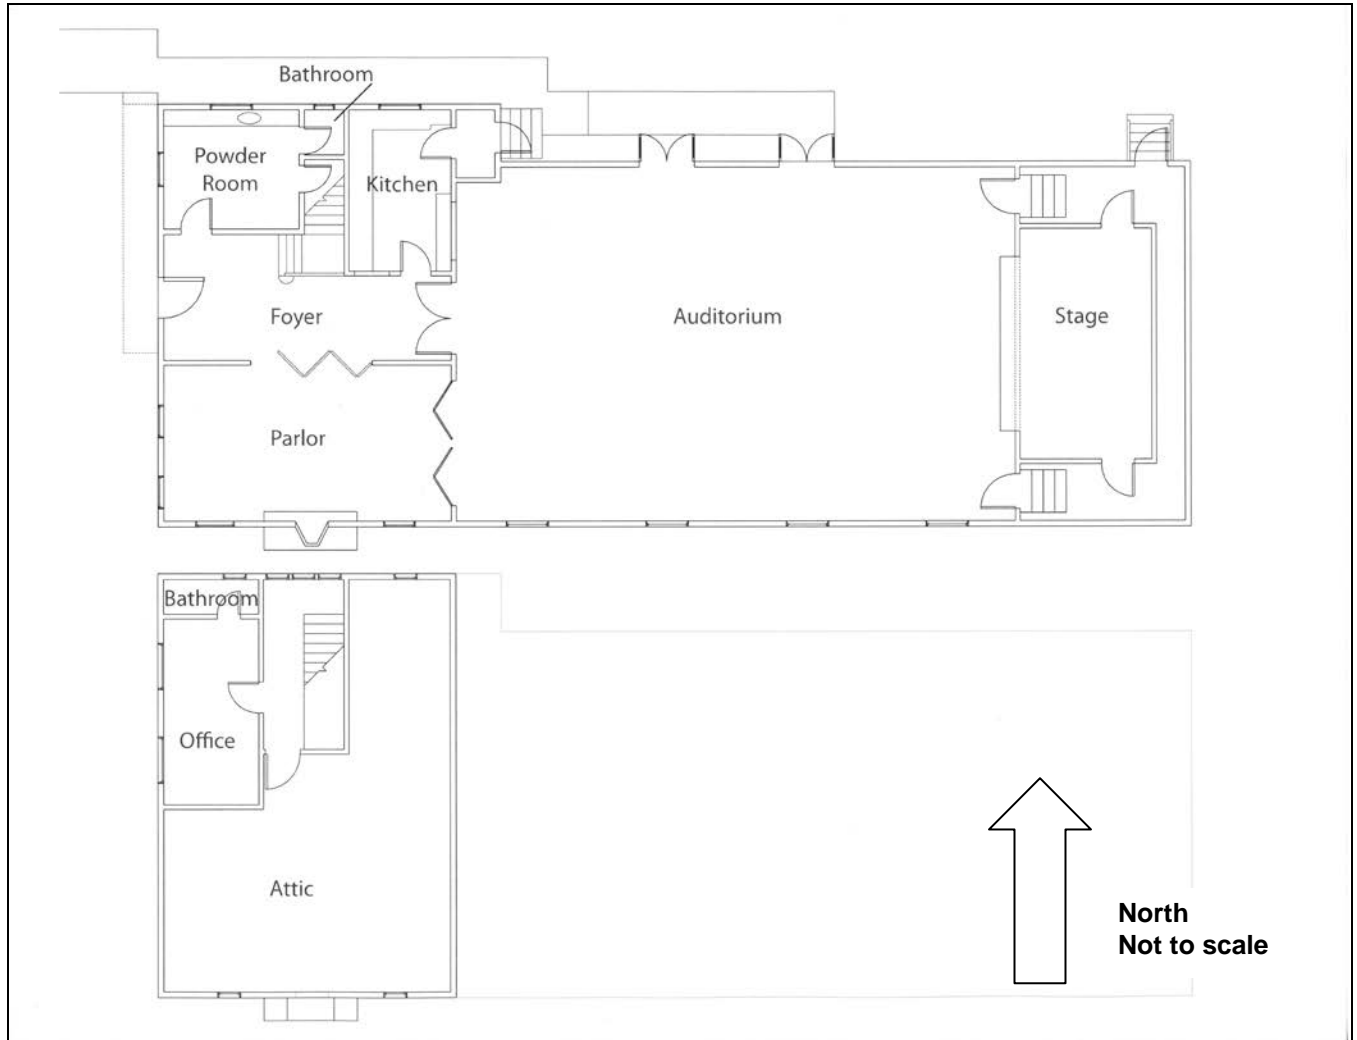 Bathroom
Powder
Room
Kitchen
Foyer
Auditorium
Stage
Parlor
Bathroom
Office
Attic
North
Not to scale